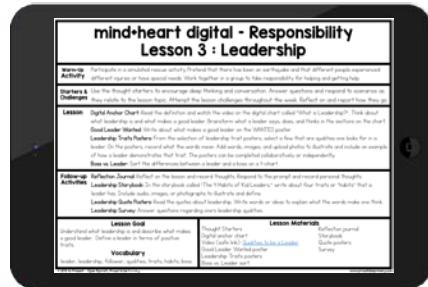 mind+heart digital - Responsibility
Lesson 3 : Leadership
Warm-Up
Activity
Participate in a simulated rescue activity. Pretend that there has been an earthquake and that different people experienced
different injuries or have special needs. Work together in a group to take responsibility for helping and getting help.
Starters &
Challenges
Use the thought starters to encourage deep thinking and conversation. Answer questions and respond to scenarios as
they relate to the lesson topic. Attempt the lesson challenges throughout the week. Reflect on and report how they go.
Lesson
Digital Anchor Chart: Read the definition and watch the video on the digital chart called "What is Leadership?". Think about
what leadership is and what makes a good leader. Brainstorm what a leader says, does, and thinks in the sections on the chart.
Good Leader Wanted: Write about what makes a good leader on the WANTED poster.
Leadership Traits Posters: From the selection of leadership trait posters, select a few that are qualities one looks for in a
leader. On the posters, record what the words mean. Add words, images, and upload photos to illustrate and include an example
of how a leader demonstrates that trait. The posters can be completed collaboratively or independently.
Boss vs. Leader: Sort the differences between a leader and a boss on a T-chart.
Follow-up
Activities
Reflection Journal: Reflect on the lesson and record thoughts. Respond to the prompt and record personal thoughts.
Leadership Storybook: In the storybook called "The 4 Habits of Kid Leaders," write about four traits or "habits" that a
leader has. Include audio, images, or photographs to illustrate and define.
Leadership Quote Posters: Read the quotes about leadership. Write words or ideas to explain what the words make one think.
Leadership Survey: Answer questions regarding one's leadership qualities.
Lesson Goal
Understand what leadership is and describe what makes
a good leader. Define a leader in terms of positive
traits.
Vocabulary
leader, leadership, follower, qualities, traits, habits, boss
Lesson Materials
Thought Starters
Digital anchor chart
Video (safe link): Qualities to be a Leader
Good Leader Wanted poster
Leadership Traits posters
Boss vs. Leader sort
Reflection journal
Storybook
Quote posters
Survey